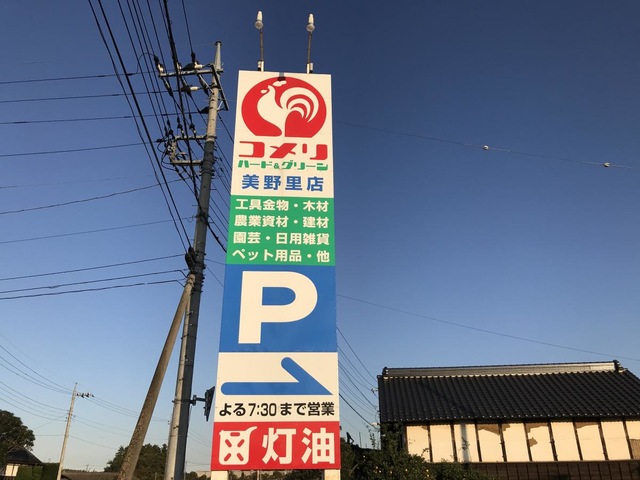 コメリ
ハード&グリーン
美野里店
工具金物・木材
農業資材・建材
園芸・日用雑貨
ペット用品・他
P
よる7:30まで営業
灯油